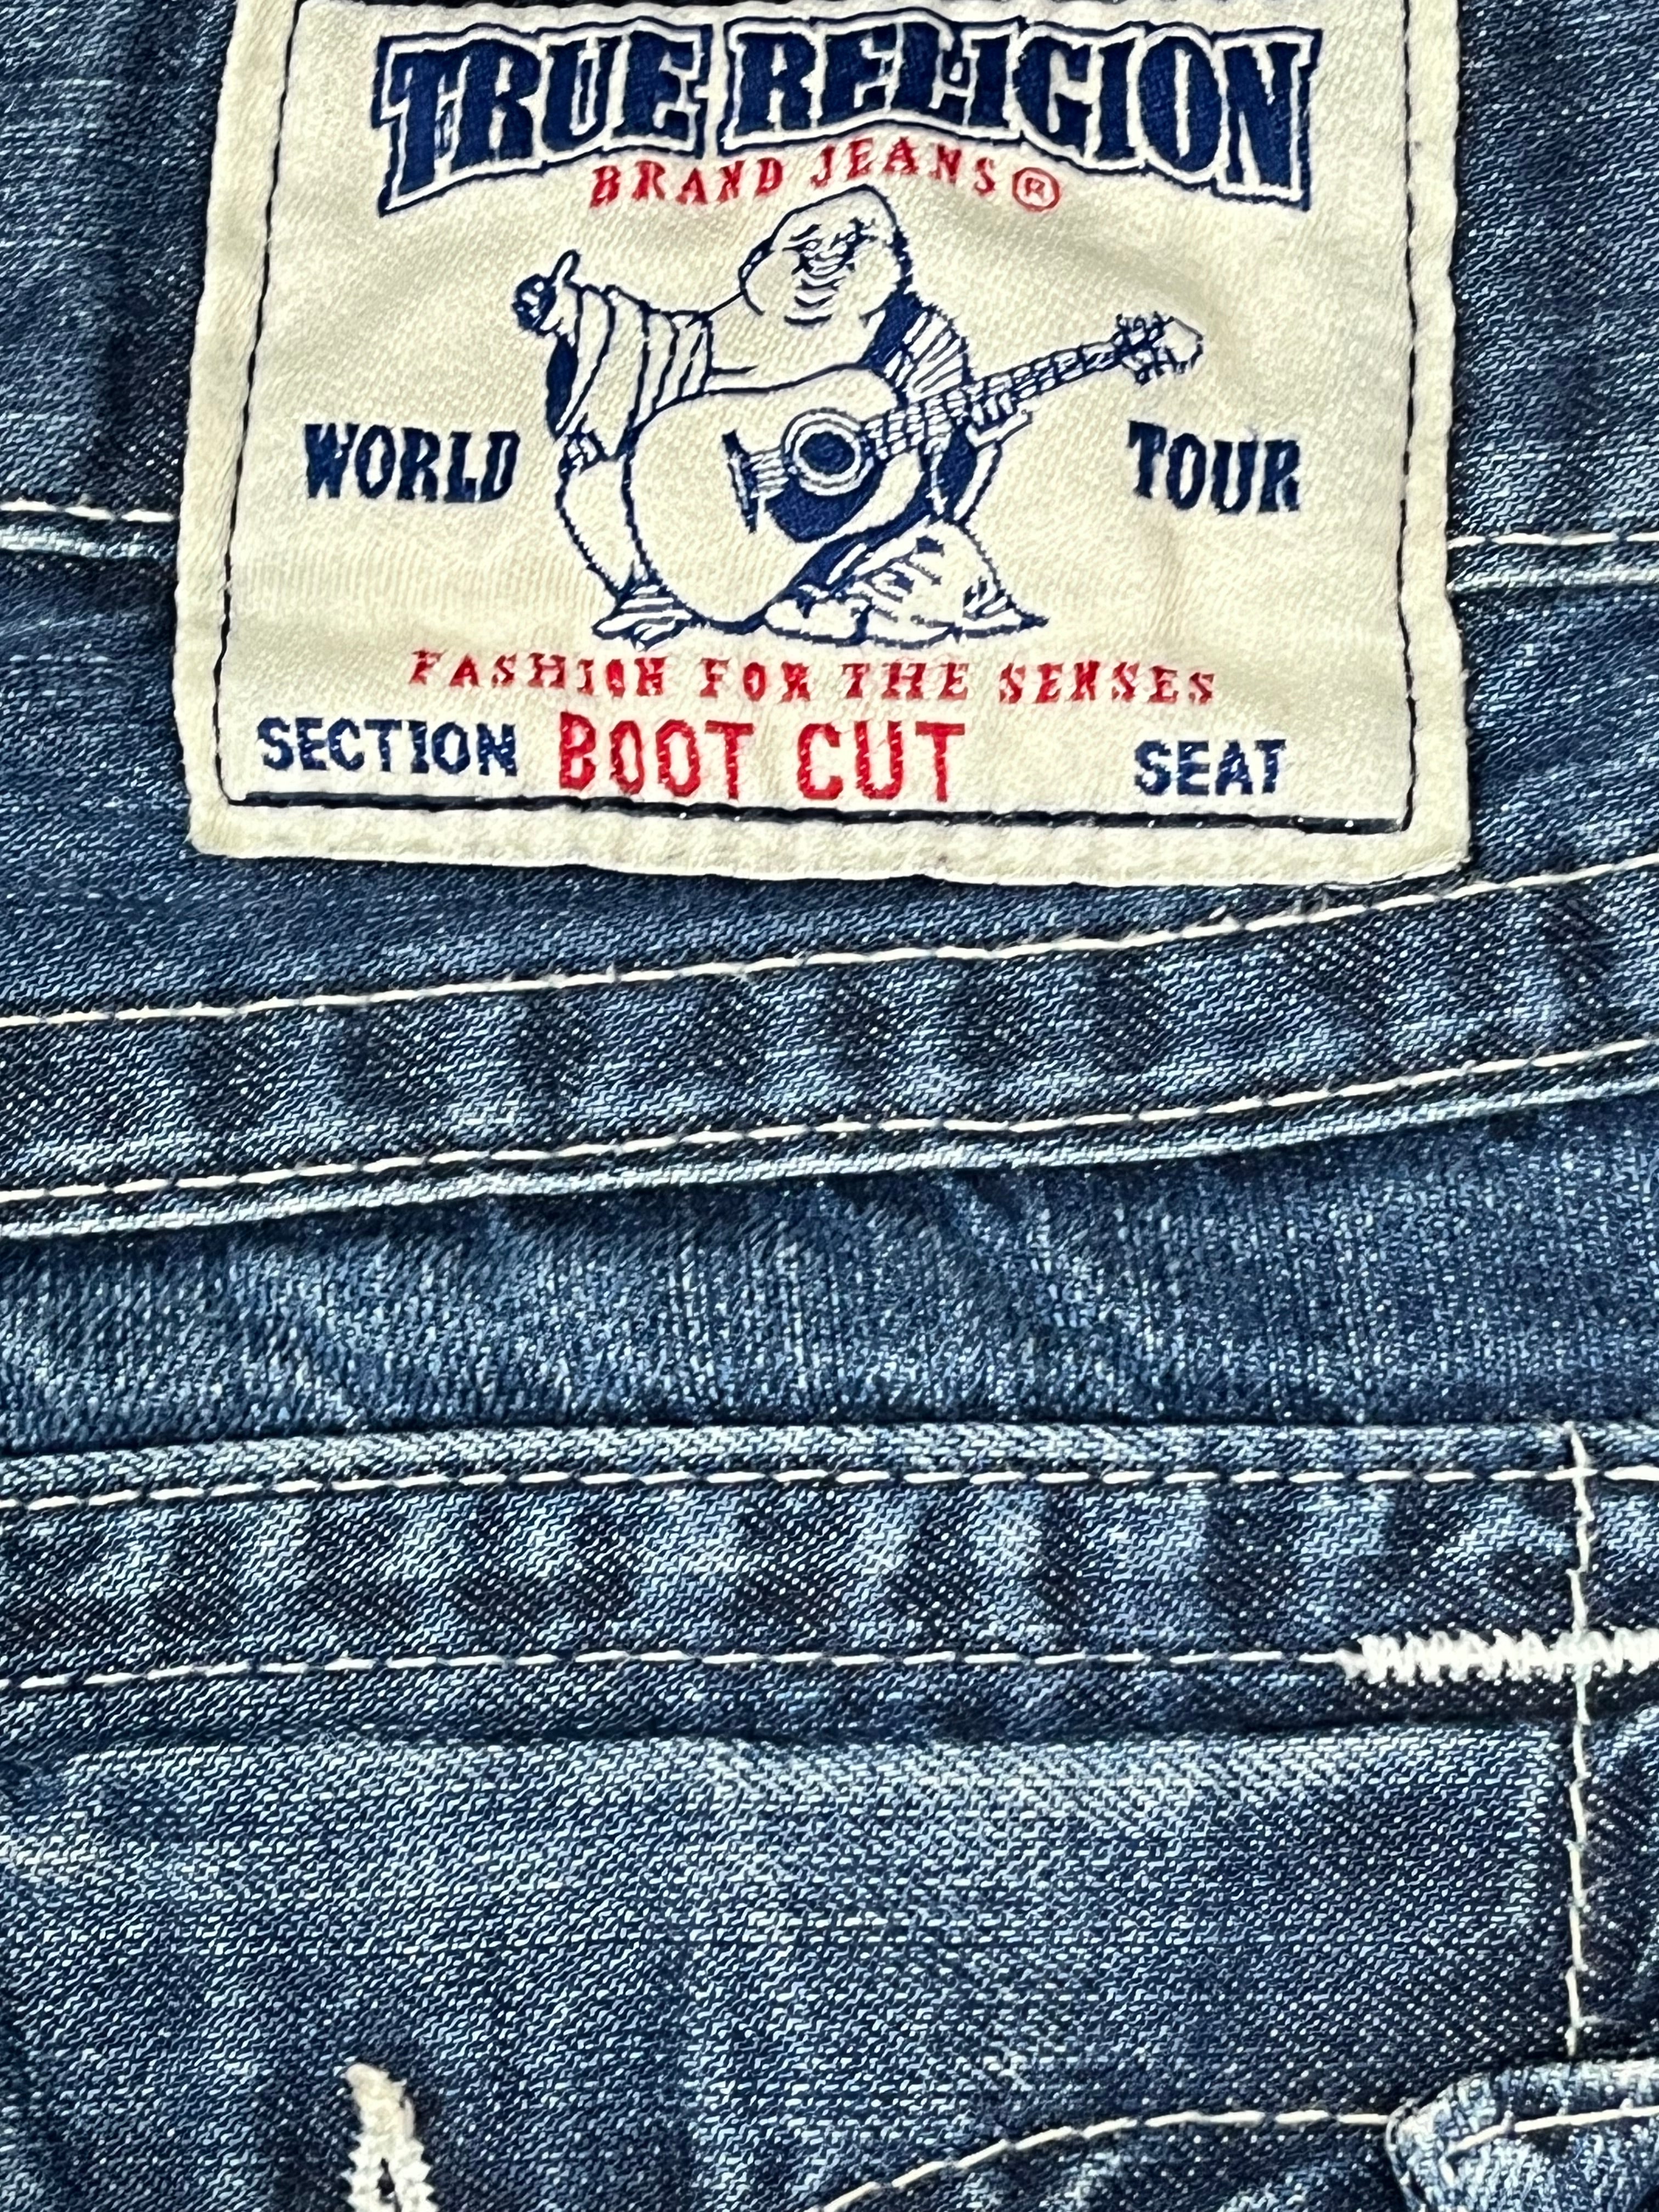 TRUE RELIGION
BRAND JEANS®
WORLD TOUR
FASHION FOR THE SENSES
SECTION BOOT CUT SEAT